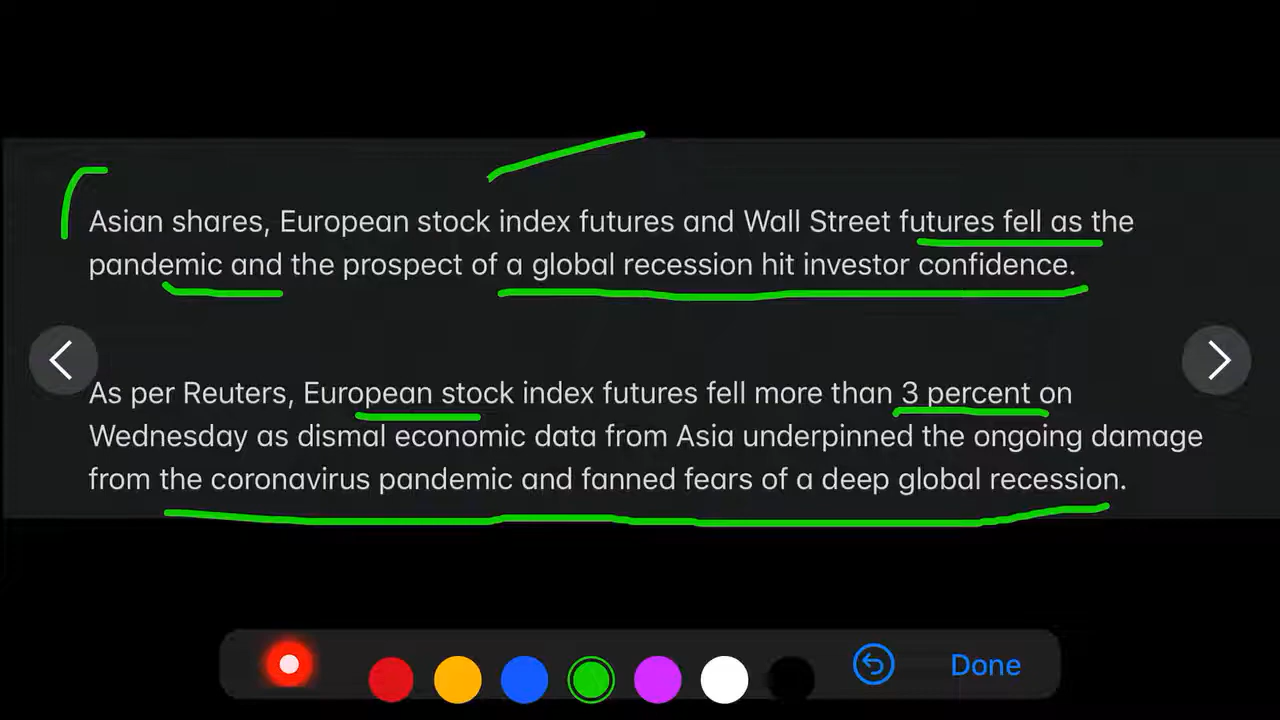 Asian shares, European stock index futures and Wall Street futures fell as the
pandemic and the prospect of a global recession hit investor confidence.
As per Reuters, European stock index futures fell more than 3 percent on
Wednesday as dismal economic data from Asia underpinned the ongoing damage
from the coronavirus pandemic and fanned fears of a deep global recession.
Done